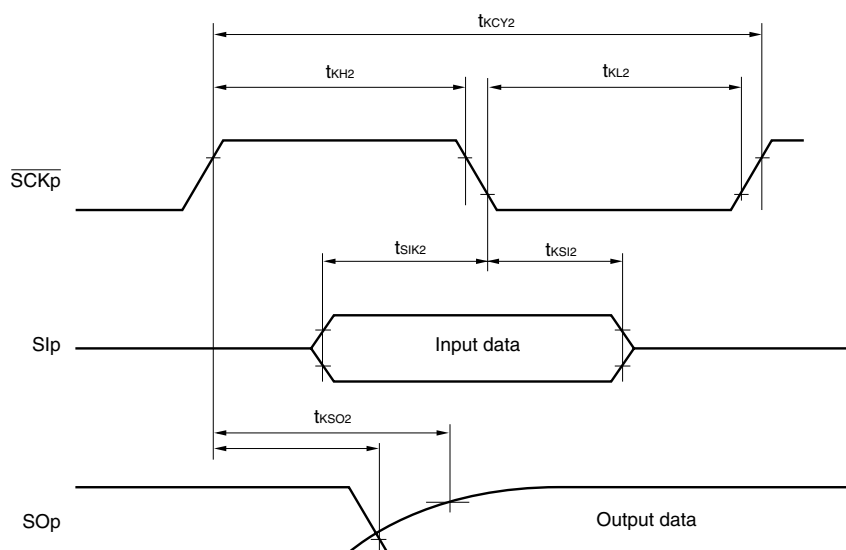 tKCY2
tKH2
tKL2
SCKp
tSIK2
tKSI2
SIp
Input data
tKSO2
SOp
Output data